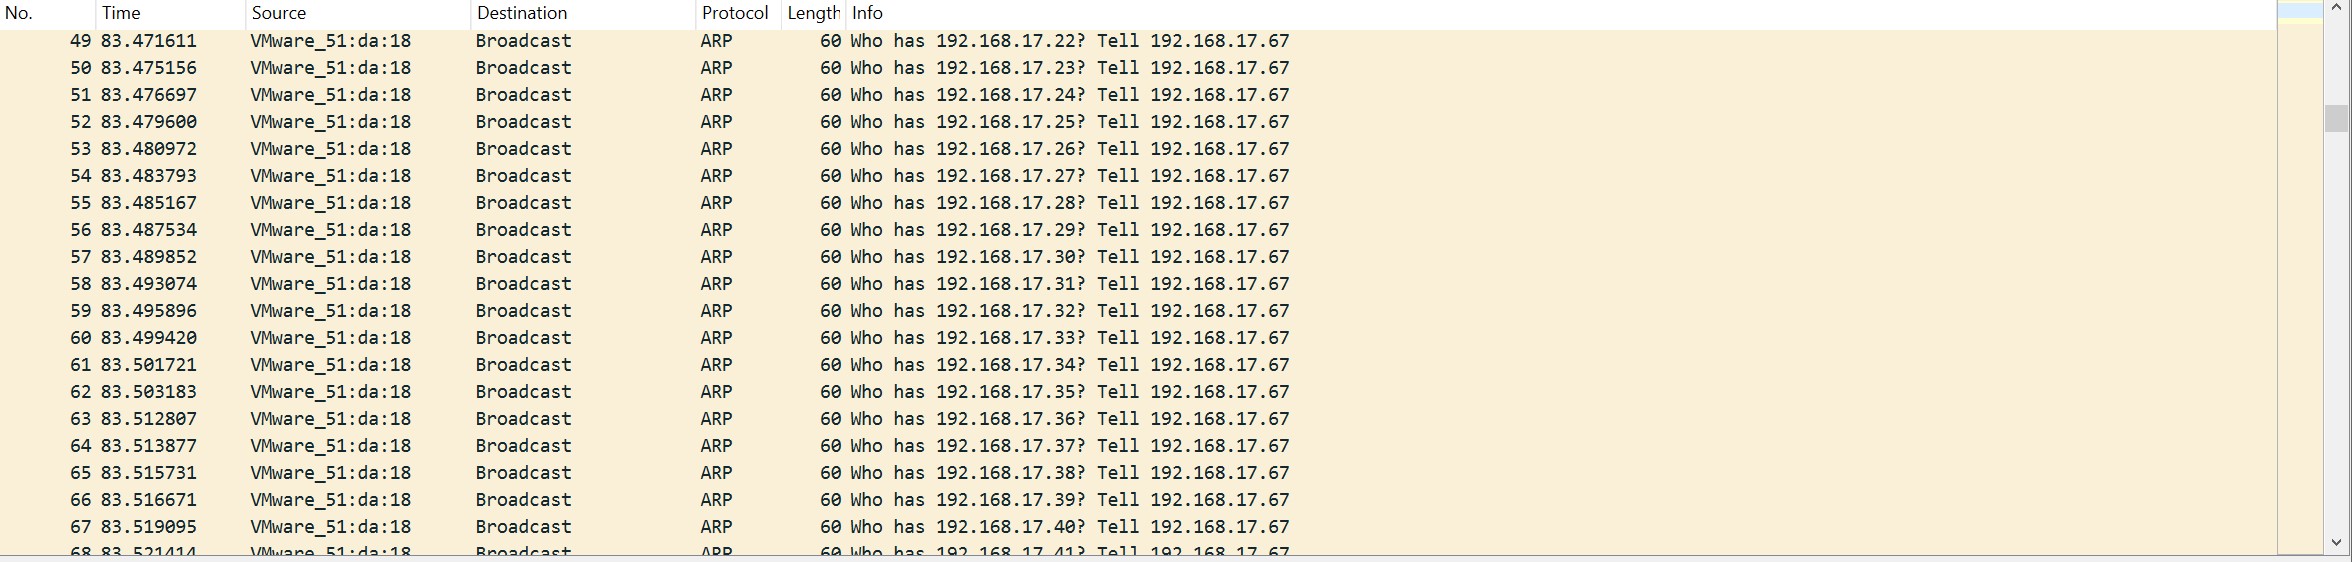 No. Time Source Destination Protocol Length Info
49 83.471611 VMware_51:da:18 Broadcast ARP 60 Who has 192.168.17.22? Tell 192.168.17.67
50 83.475156 VMware_51:da:18 Broadcast ARP 60 Who has 192.168.17.23? Tell 192.168.17.67
51 83.476697 VMware_51:da:18 Broadcast ARP 60 Who has 192.168.17.24? Tell 192.168.17.67
52 83.479600 VMware_51:da:18 Broadcast ARP 60 Who has 192.168.17.25? Tell 192.168.17.67
53 83.480972 VMware_51:da:18 Broadcast ARP 60 Who has 192.168.17.26? Tell 192.168.17.67
54 83.483793 VMware_51:da:18 Broadcast ARP 60 Who has 192.168.17.27? Tell 192.168.17.67
55 83.485167 VMware_51:da:18 Broadcast ARP 60 Who has 192.168.17.28? Tell 192.168.17.67
56 83.487534 VMware_51:da:18 Broadcast ARP 60 Who has 192.168.17.29? Tell 192.168.17.67
57 83.489852 VMware_51:da:18 Broadcast ARP 60 Who has 192.168.17.30? Tell 192.168.17.67
58 83.493074 VMware_51:da:18 Broadcast ARP 60 Who has 192.168.17.31? Tell 192.168.17.67
59 83.495896 VMware_51:da:18 Broadcast ARP 60 Who has 192.168.17.32? Tell 192.168.17.67
60 83.499420 VMware_51:da:18 Broadcast ARP 60 Who has 192.168.17.33? Tell 192.168.17.67
61 83.501721 VMware_51:da:18 Broadcast ARP 60 Who has 192.168.17.34? Tell 192.168.17.67
62 83.503183 VMware_51:da:18 Broadcast ARP 60 Who has 192.168.17.35? Tell 192.168.17.67
63 83.512807 VMware_51:da:18 Broadcast ARP 60 Who has 192.168.17.36? Tell 192.168.17.67
64 83.513877 VMware_51:da:18 Broadcast ARP 60 Who has 192.168.17.37? Tell 192.168.17.67
65 83.515731 VMware_51:da:18 Broadcast ARP 60 Who has 192.168.17.38? Tell 192.168.17.67
66 83.516671 VMware_51:da:18 Broadcast ARP 60 Who has 192.168.17.39? Tell 192.168.17.67
67 83.519095 VMware_51:da:18 Broadcast ARP 60 Who has 192.168.17.40? Tell 192.168.17.67
68 83.521414 VMware_51:da:18 Broadcast ARP 60 Who has 192.168.17.41? Tell 192.168.17.67